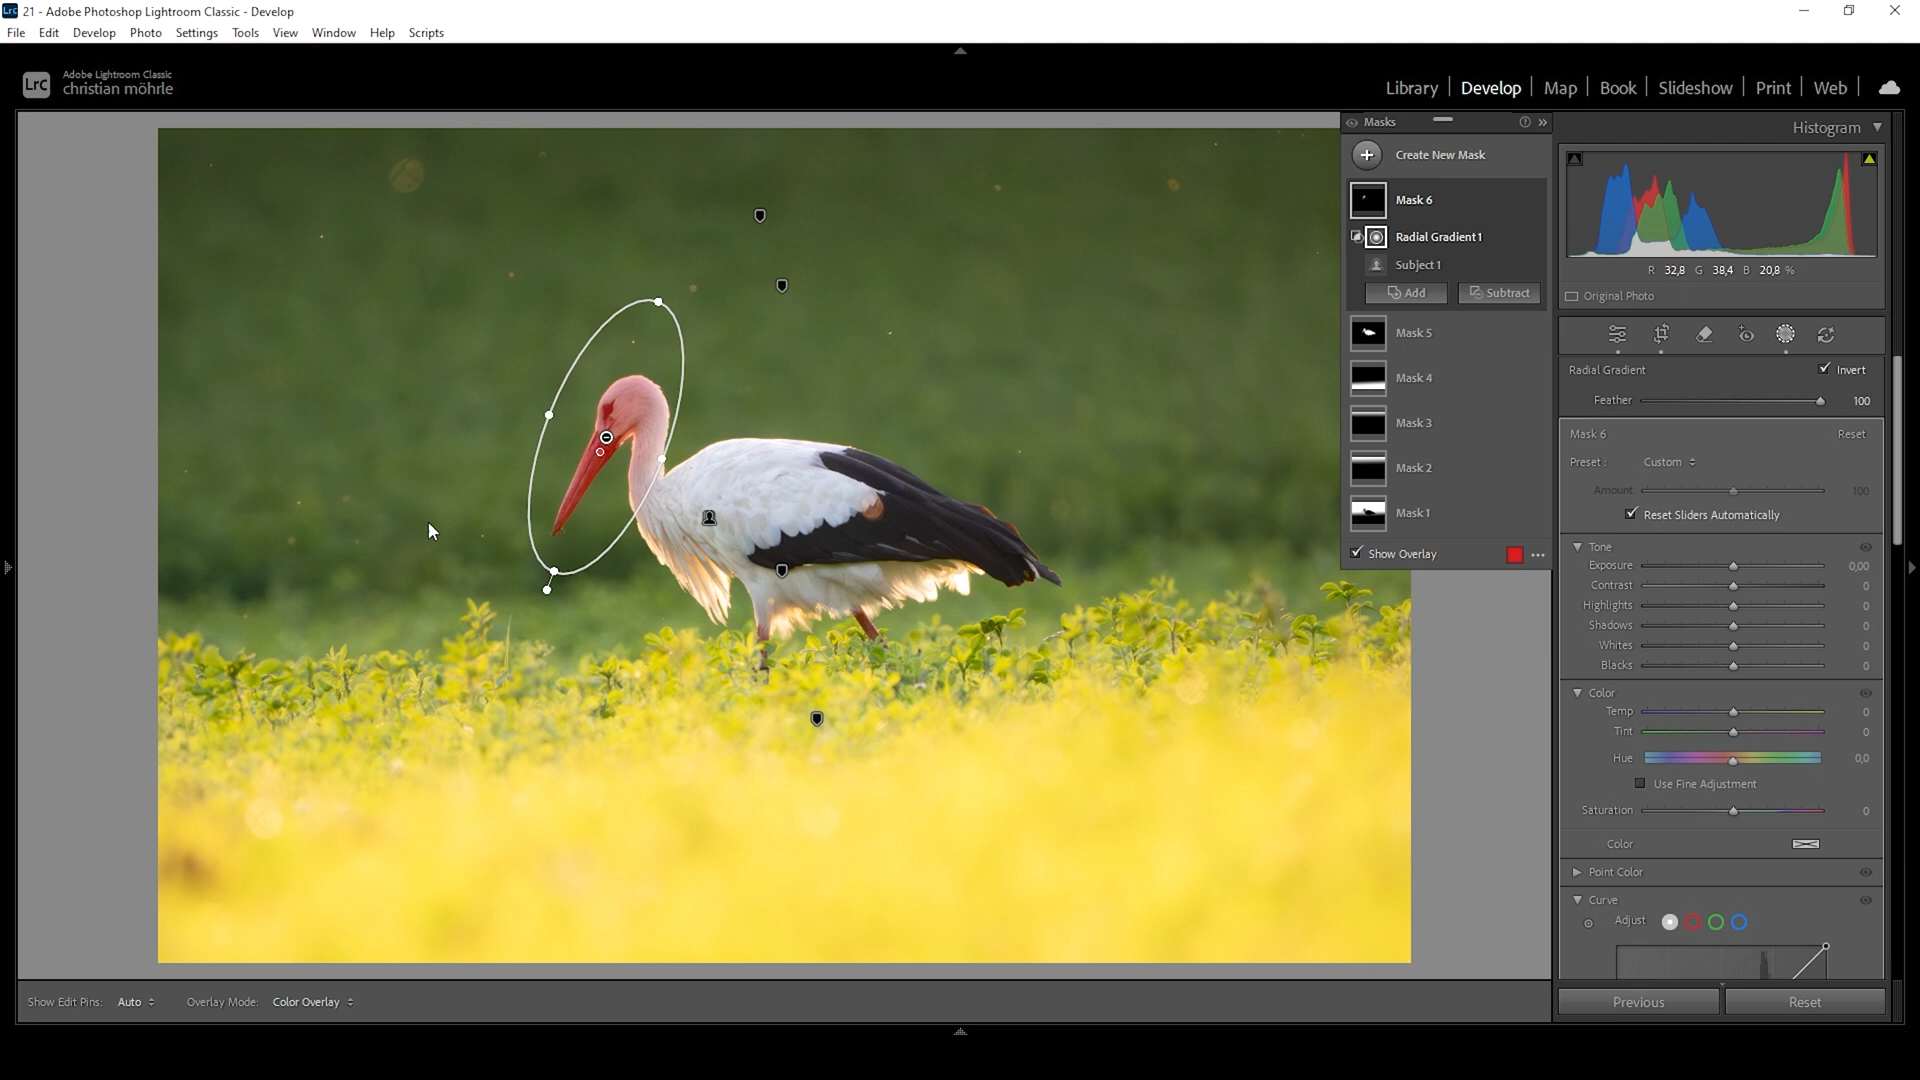 21 - Adobe Photoshop Lightroom Classic - Develop
File Edit Develop Photo Settings Tools View Window Help Scripts
LrC
Adobe Lightroom Classic
christian möhrle
Library Develop Map Book Slideshow Print Web
Masks
Create New Mask
Mask 6
Radial Gradient 1
Subject 1
Add Subtract
Mask 5
Mask 4
Mask 3
Mask 2
Mask 1
Show Overlay
Histogram
R 32,8 G 38,4 B 20,8 %
Original Photo
Radial Gradient Invert
Feather 100
Mask 6 Reset
Preset : Custom
Amount 100
Reset Sliders Automatically
Tone
Exposure 0,00
Contrast 0
Highlights 0
Shadows 0
Whites 0
Blacks 0
Color
Temp 0
Tint 0
Hue 0,0
Use Fine Adjustment
Saturation 0
Color
Point Color
Curve
Adjust
Previous Reset
Show Edit Pins: Auto Overlay Mode: Color Overlay